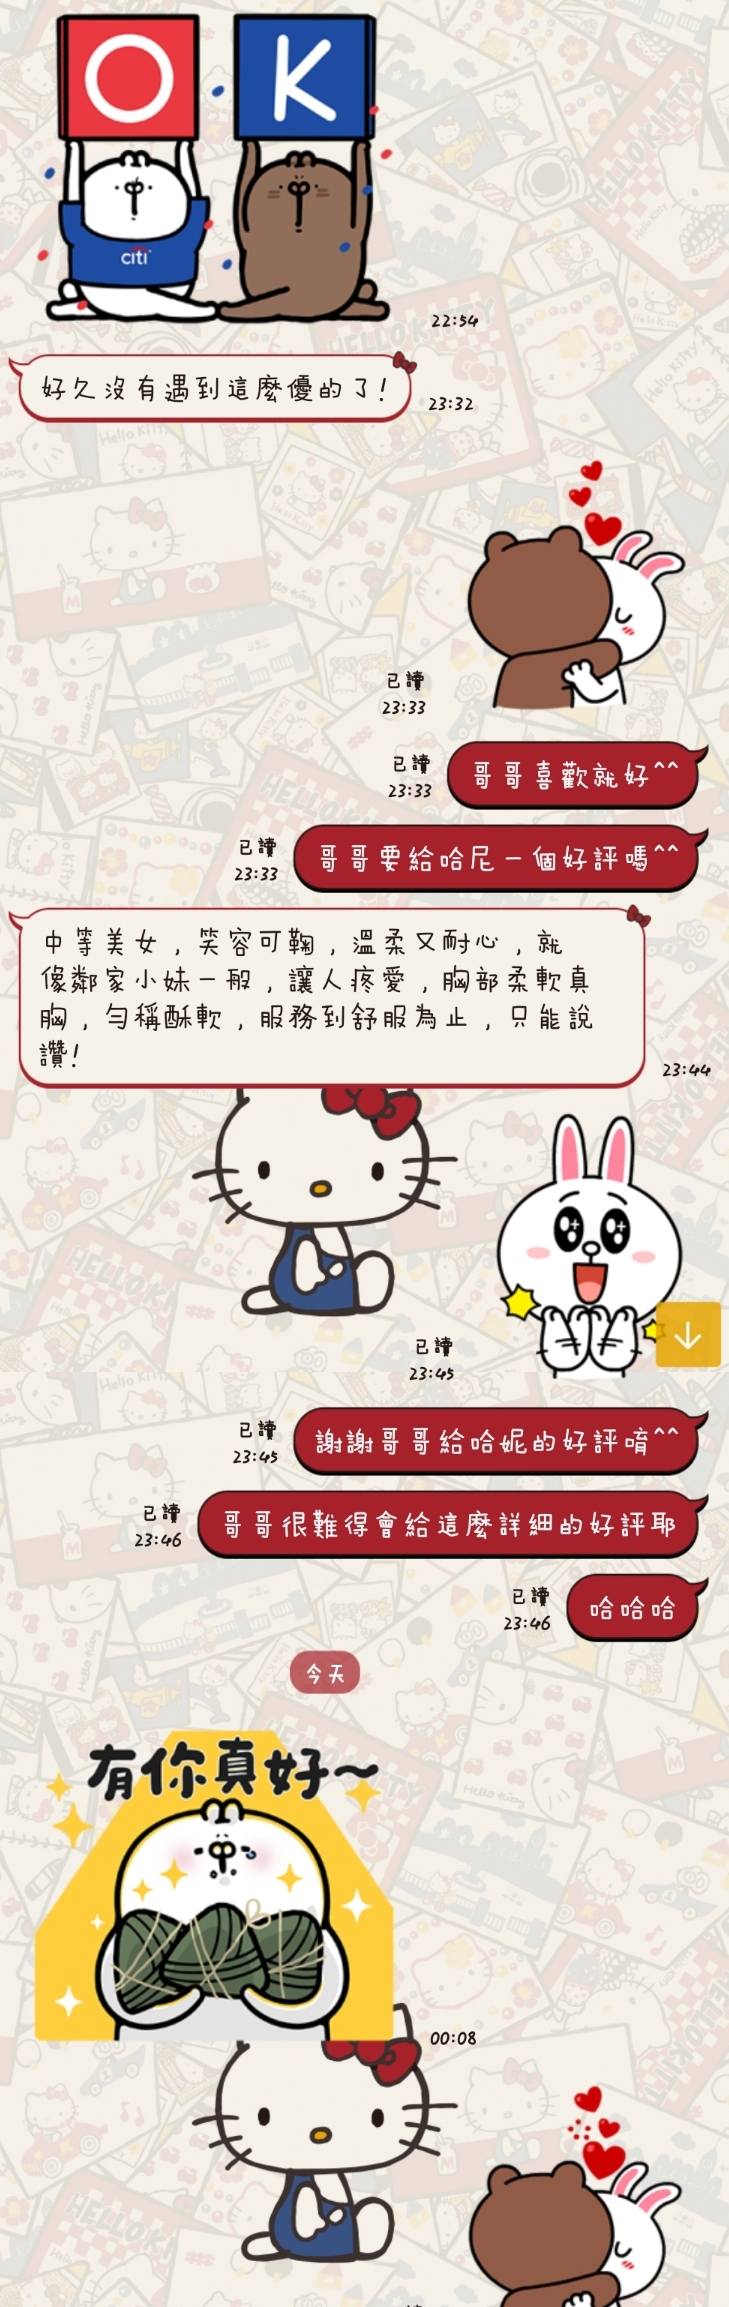 OK
citi
22:54
好久沒有遇到這麼優的了!
23:32
已讀
23:33
已讀
23:33
哥哥喜歡就好^^
已讀
23:33
哥哥要給哈尼一個好評嗎^^
中等美女，笑容可鞠，溫柔又耐心，就
像鄰家小妹一般，讓人疼愛，胸部柔軟真
胸，勻稱酥軟，服務到舒服為止，只能說
讚!
23:44
已讀
23:45
已讀
23:45
謝謝哥哥給哈妮的好評唷^^
已讀
23:46
哥哥很難得會給這麼詳細的好評耶
已讀
23:46
哈哈哈
今天
有你真好~
00:08